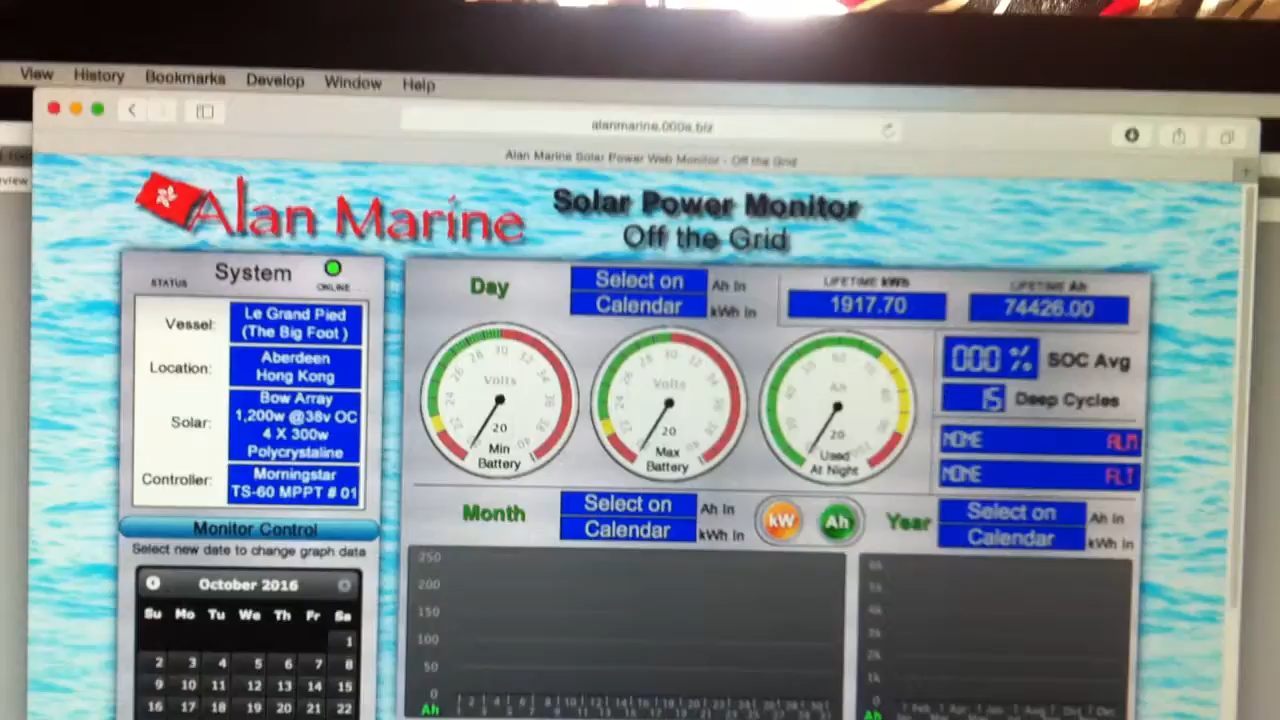 View History Bookmarks Develop Window Help
alanmarine.000a.biz
Alan Marine Solar Power Web Monitor - Off the Grid
Alan Marine
Solar Power Monitor
Off the Grid
System
STATUS
ONLINE
Vessel: Le Grand Pied
(The Big Foot )
Location: Aberdeen
Hong Kong
Solar: Bow Array
1,200w @38v OC
4 X 300w
Polycrystaline
Controller: Morningstar
TS-60 MPPT # 01
Monitor Control
Select new date to change graph data
October 2016
Su Mo Tu We Th Fr Sa
1
2 3 4 5 6 7 8
9 10 11 12 13 14 15
16 17 18 19 20 21 22
Day
Select on
Calendar
Ah In
kWh In
LIFETIME kWh
1917.70
LIFETIME Ah
74426.00
Volts
20
Min
Battery
Volts
20
Max
Battery
Ah
20
Used
At Night
000 % SOC Avg
15 Deep Cycles
NONE ALM
NONE FLT
Month
Select on
Calendar
Ah In
kWh In
kW
Ah
Year
Select on
Calendar
Ah In
kWh In
250
200
150
100
50
0
Ah
6k
5k
4k
3k
2k
1k
0
Ah